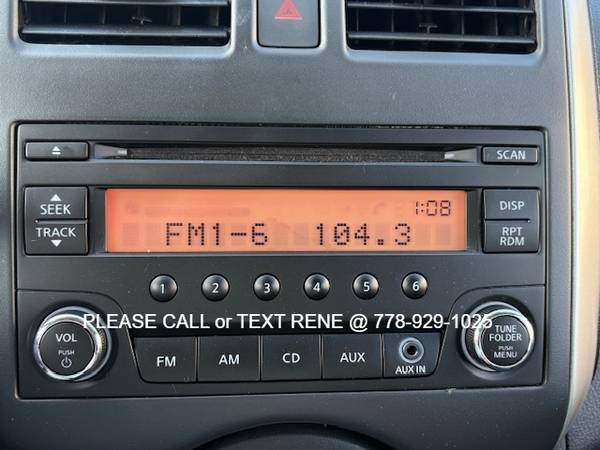 SCAN
SEEK
TRACK
1:08
FM1-6 104.3
DISP
RPT
RDM
1 2 3 4 5 6
PLEASE CALL or TEXT RENE @ 778-929-1025
VOL
PUSH
FM AM CD AUX
AUX IN
TUNE
FOLDER
PUSH
MENU